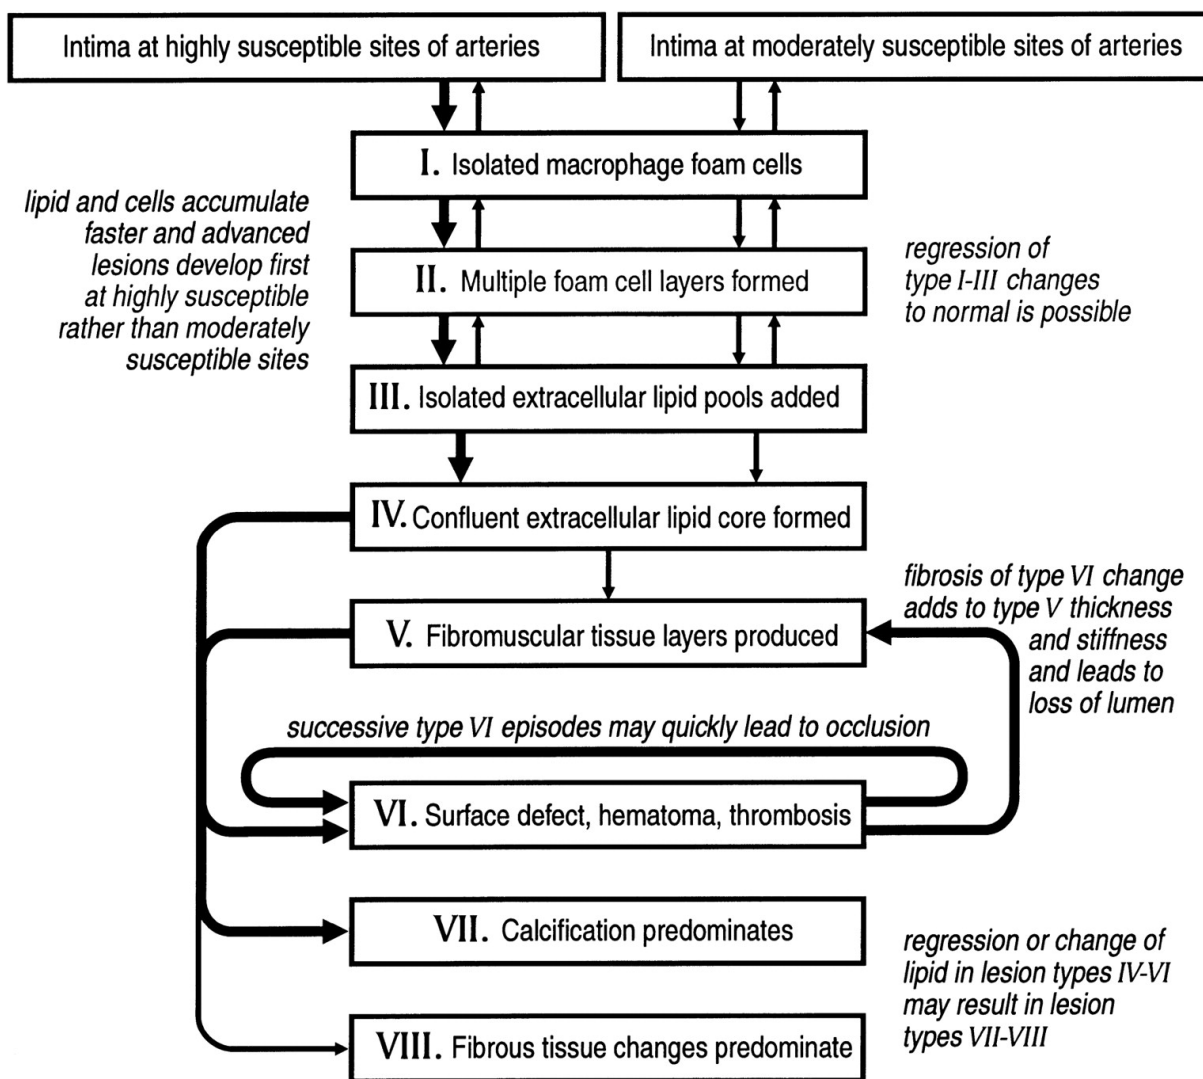 Intima at highly susceptible sites of arteries
Intima at moderately susceptible sites of arteries
I. Isolated macrophage foam cells
lipid and cells accumulate
faster and advanced
lesions develop first
at highly susceptible
rather than moderately
susceptible sites
II. Multiple foam cell layers formed
regression of
type I-III changes
to normal is possible
III. Isolated extracellular lipid pools added
IV. Confluent extracellular lipid core formed
V. Fibromuscular tissue layers produced
fibrosis of type VI change
adds to type V thickness
and stiffness
and leads to
loss of lumen
successive type VI episodes may quickly lead to occlusion
VI. Surface defect, hematoma, thrombosis
VII. Calcification predominates
regression or change of
lipid in lesion types IV-VI
may result in lesion
types VII-VIII
VIII. Fibrous tissue changes predominate